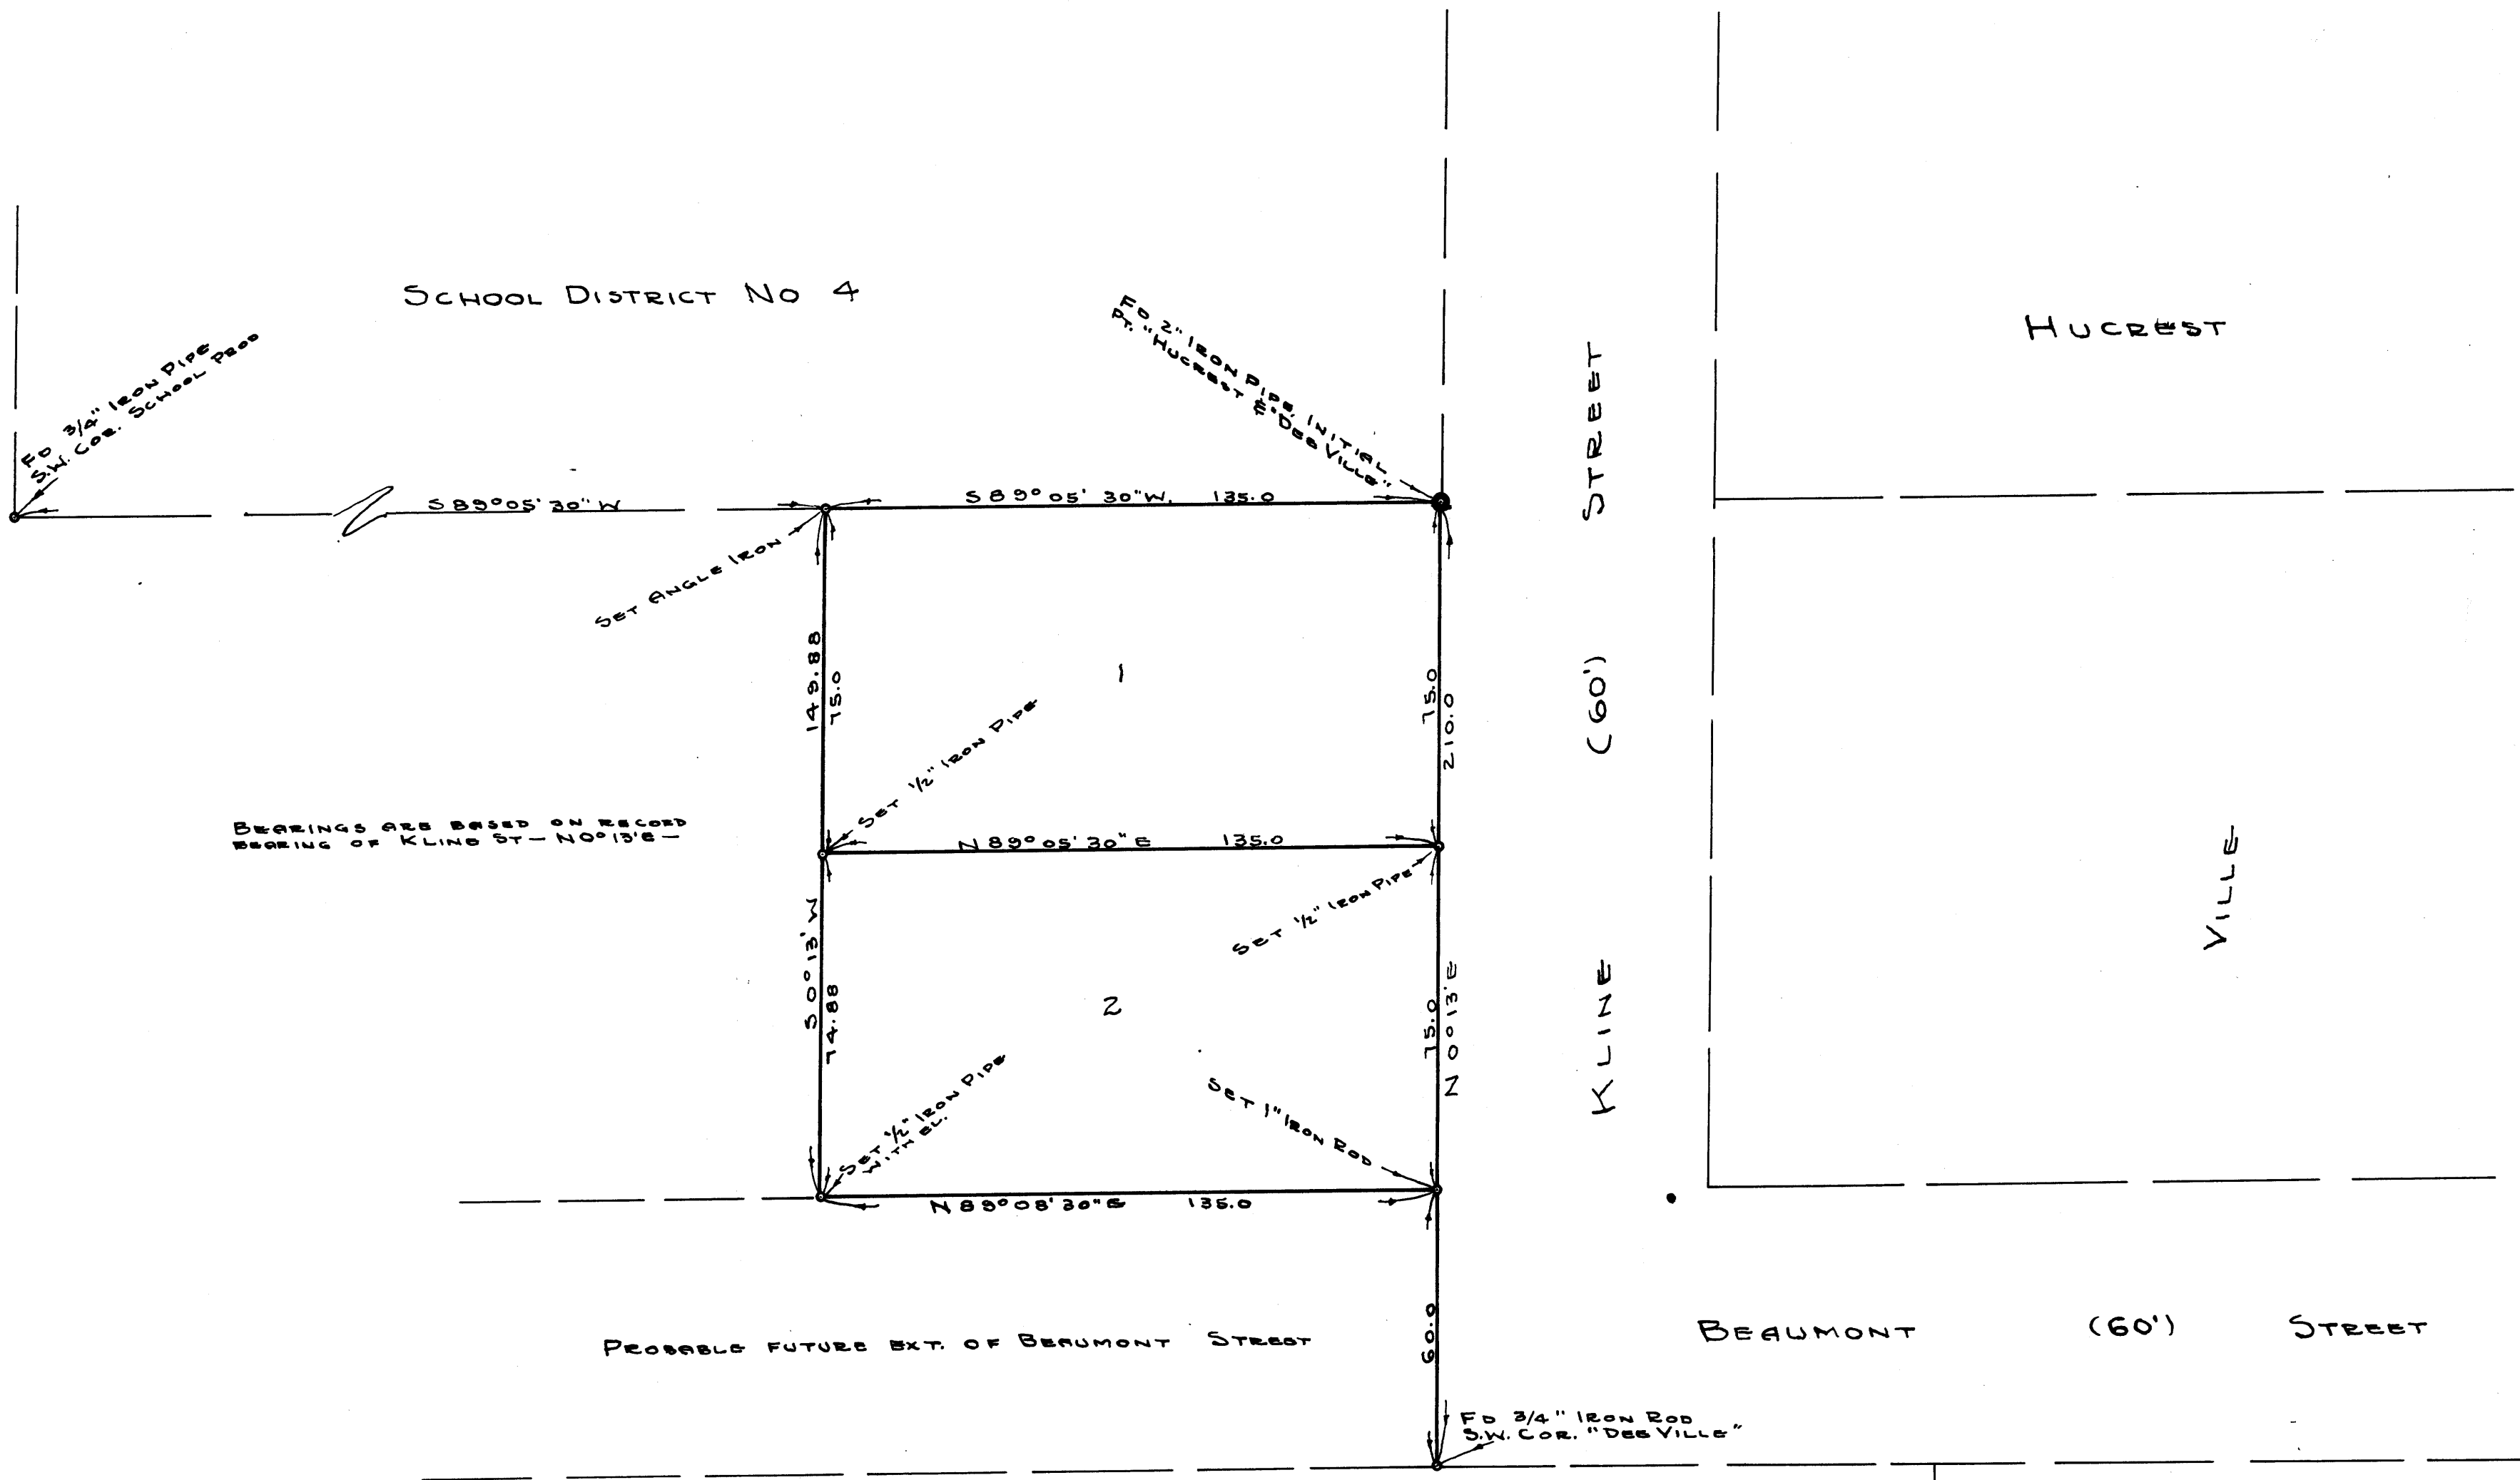 SCHOOL DISTRICT NO 4
HUCREST
FD 3/4" IRON PIPE
S.W. COR. SCHOOL PROP
FD 2" IRON PIPE, INITIAL
PT. "HUCREST" & "DEE VILLE"
S 89° 05' 30" W
S 89° 05' 30" W. 135.0
SET ANGLE IRON
149.88
75.0
1
75.0
210.0
STREET
(60')
KLINE
SET 1/2" IRON PIPE
BEARINGS ARE BASED ON RECORD
BEARING OF KLINE ST — N 0° 13' E —
N 89° 05' 30" E 135.0
SET 1/2" IRON PIPE
VILLE
S 0° 13' W
74.88
2
75.0
N 0° 13' E
SET 1/2" IRON PIPE
SET 1" IRON ROD
N 89° 08' 30" E 135.0
60.0
PROBABLE FUTURE EXT. OF BEAUMONT STREET
BEAUMONT (60') STREET
FD 3/4" IRON ROD
S.W. COR. "DEE VILLE"